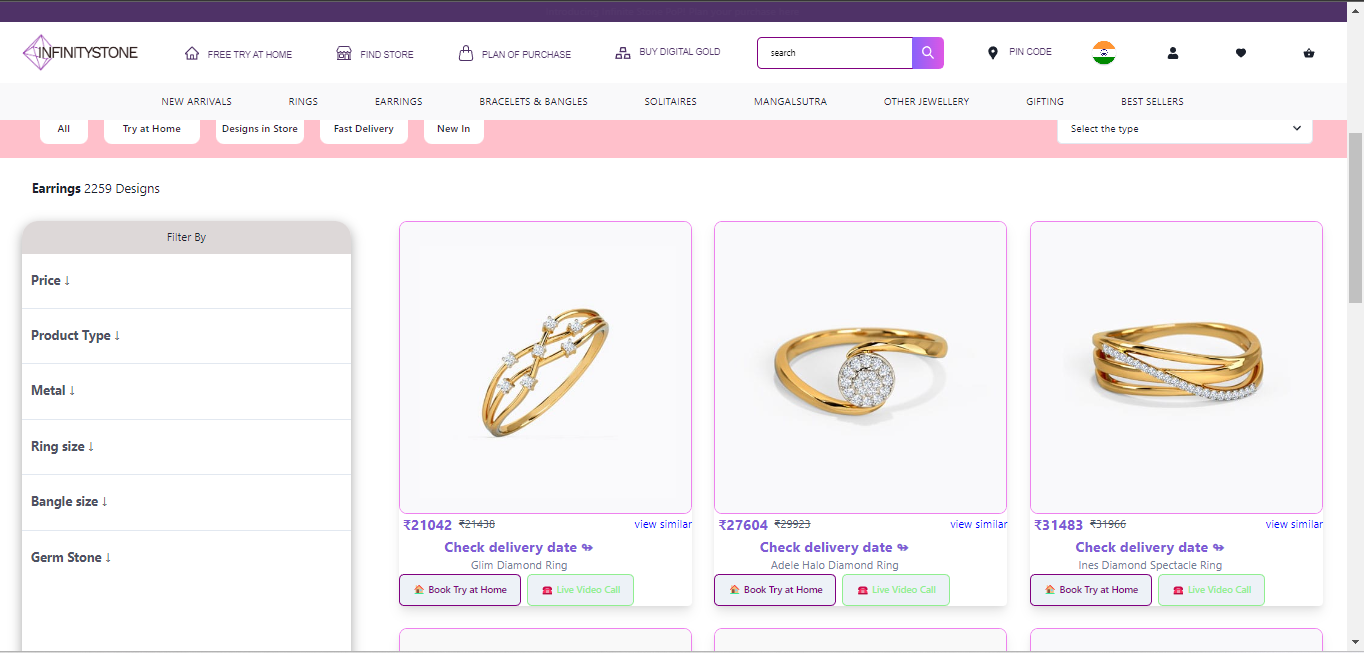 INFINITYSTONE FREE TRY AT HOME FIND STORE PLAN OF PURCHASE BUY DIGITAL GOLD search PIN CODE
NEW ARRIVALS RINGS EARRINGS BRACELETS & BANGLES SOLITAIRES MANGALSUTRA OTHER JEWELLERY GIFTING BEST SELLERS
All Try at Home Designs in Store Fast Delivery New In Select the type
Earrings 2259 Designs
Filter By
Price ↓
Product Type ↓
Metal ↓
Ring size ↓
Bangle size ↓
Germ Stone ↓
₹21042 ₹21438 view similar
Check delivery date ↬
Glim Diamond Ring
Book Try at Home Live Video Call
₹27604 ₹29923 view similar
Check delivery date ↬
Adele Halo Diamond Ring
Book Try at Home Live Video Call
₹31483 ₹31966 view similar
Check delivery date ↬
Ines Diamond Spectacle Ring
Book Try at Home Live Video Call